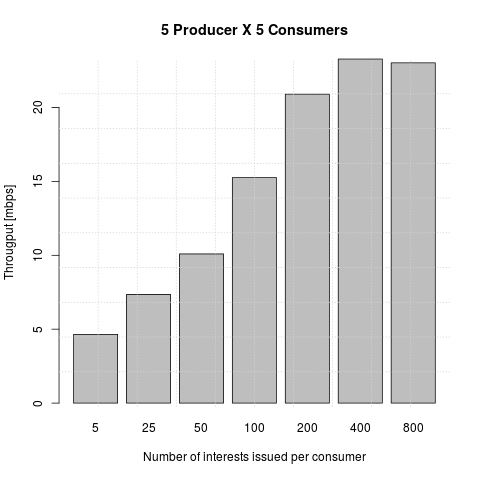 5 Producer X 5 Consumers
Througput [mbps]
20
15
10
5
0
5 25 50 100 200 400 800
Number of interests issued per consumer